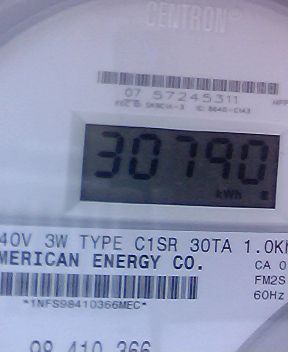 CENTRON®
07 57245311
30790
kWh
40V 3W TYPE C1SR 30TA 1.0K
MERICAN ENERGY CO.
CA 0
FM2S
60Hz
*1NFS98410366MEC*
98 410 366